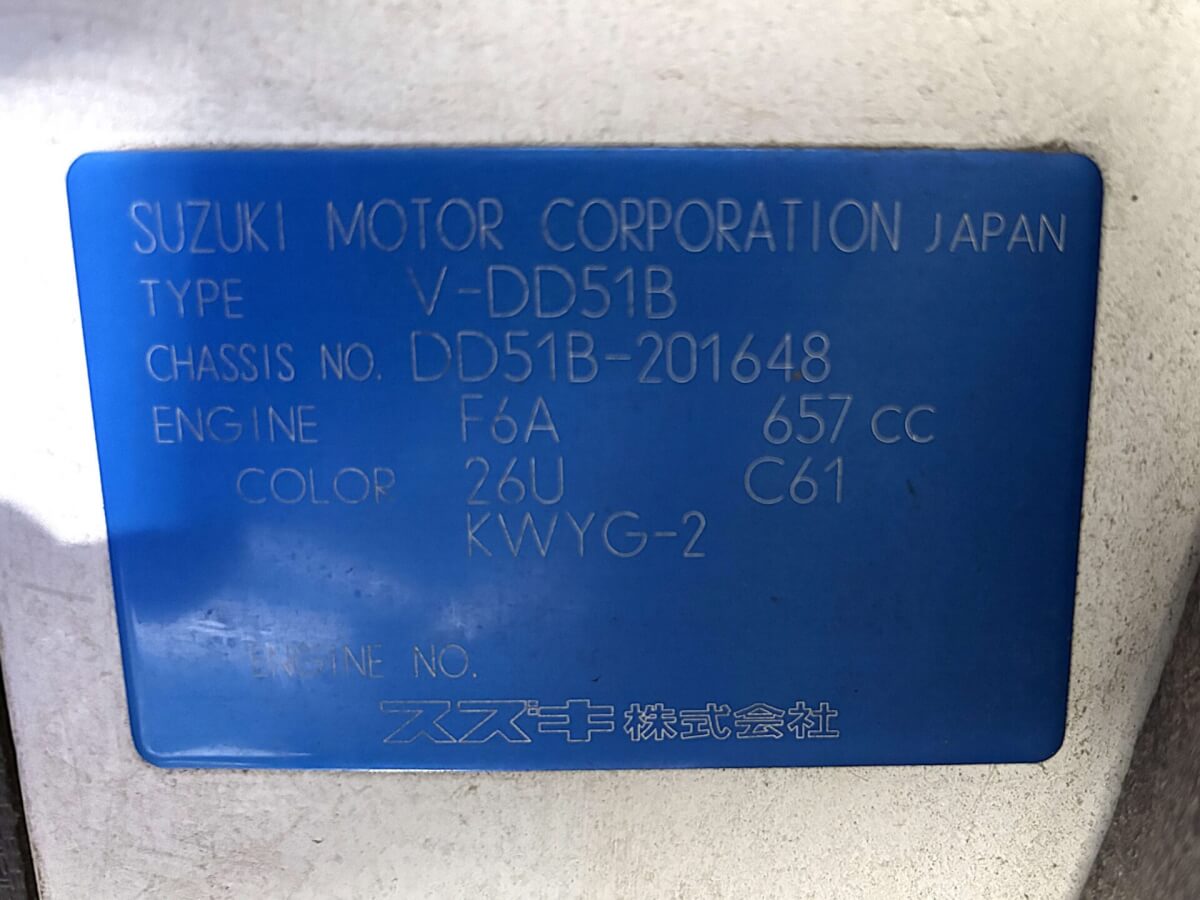 SUZUKI MOTOR CORPORATION JAPAN
TYPE V-DD51B
CHASSIS NO. DD51B-201648
ENGINE F6A 657 CC
COLOR 26U C61
KWYG-2
ENGINE NO.
スズキ株式会社